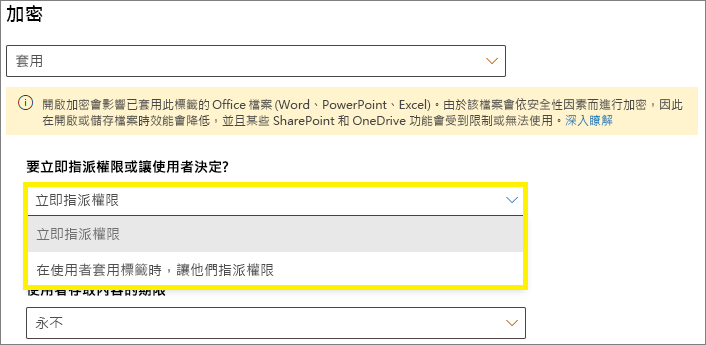 加密
套用
開啟加密會影響已套用此標籤的 Office 檔案 (Word、PowerPoint、Excel)。由於該檔案會依安全性因素而進行加密，因此
在開啟或儲存檔案時效能會降低，並且某些 SharePoint 和 OneDrive 功能會受到限制或無法使用。深入瞭解
要立即指派權限或讓使用者決定?
立即指派權限
立即指派權限
在使用者套用標籤時，讓他們指派權限
使用者存取內容的期限
永不